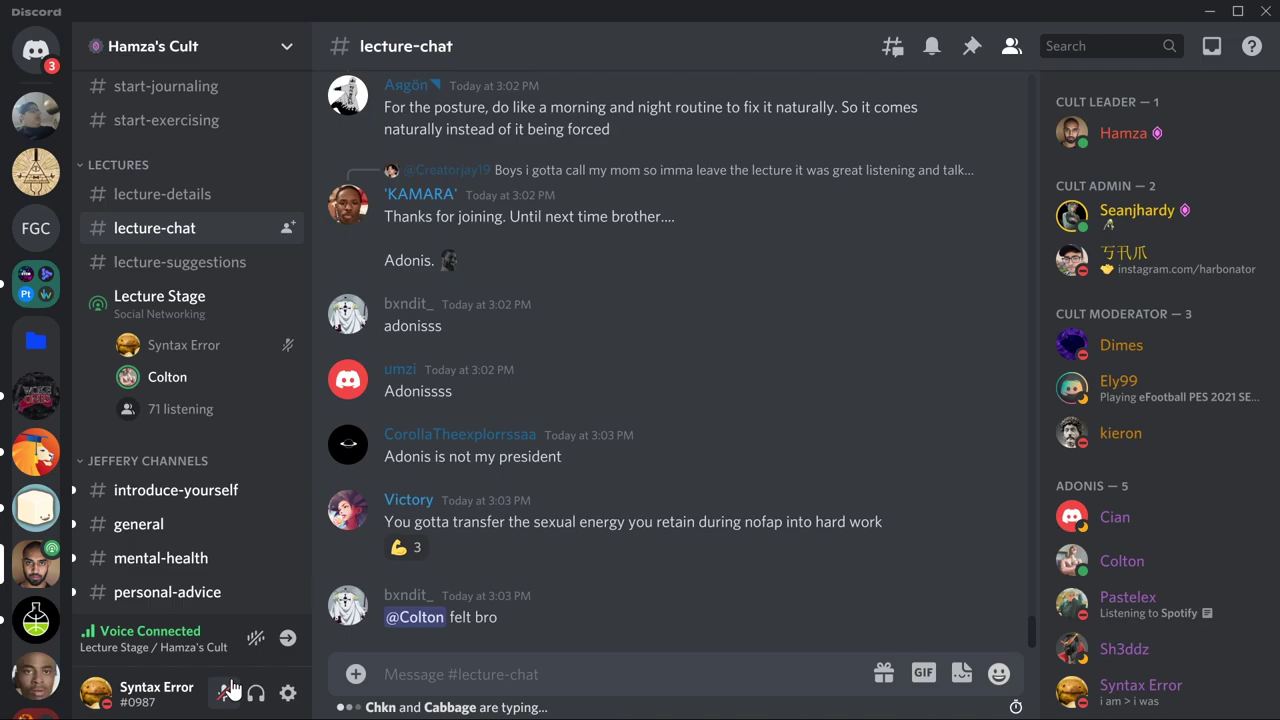 Discord
3
FGC
Hamza's Cult
start-journaling
start-exercising
LECTURES
lecture-details
lecture-chat
lecture-suggestions
Lecture Stage
Social Networking
Syntax Error
Colton
71 listening
JEFFERY CHANNELS
introduce-yourself
general
mental-health
personal-advice
Voice Connected
Lecture Stage / Hamza's Cult
Syntax Error
#0987
lecture-chat
Search
Aяgön Today at 3:02 PM
For the posture, do like a morning and night routine to fix it naturally. So it comes
naturally instead of it being forced
@Creatorjay19 Boys i gotta call my mom so imma leave the lecture it was great listening and talk...
'KAMARA' Today at 3:02 PM
Thanks for joining. Until next time brother....
Adonis.
bxndit_ Today at 3:02 PM
adonisss
umzi Today at 3:02 PM
Adonissss
CorollaTheexplorrssaa Today at 3:03 PM
Adonis is not my president
Victory Today at 3:03 PM
You gotta transfer the sexual energy you retain during nofap into hard work
3
bxndit_ Today at 3:03 PM
@Colton felt bro
Message #lecture-chat
GIF
Chkn and Cabbage are typing...
CULT LEADER — 1
Hamza
CULT ADMIN — 2
Seanjhardy
instagram.com/harbonator
CULT MODERATOR — 3
Dimes
Ely99
Playing eFootball PES 2021 SE...
kieron
ADONIS — 5
Cian
Colton
Pastelex
Listening to Spotify
Sh3ddz
Syntax Error
i am > i was